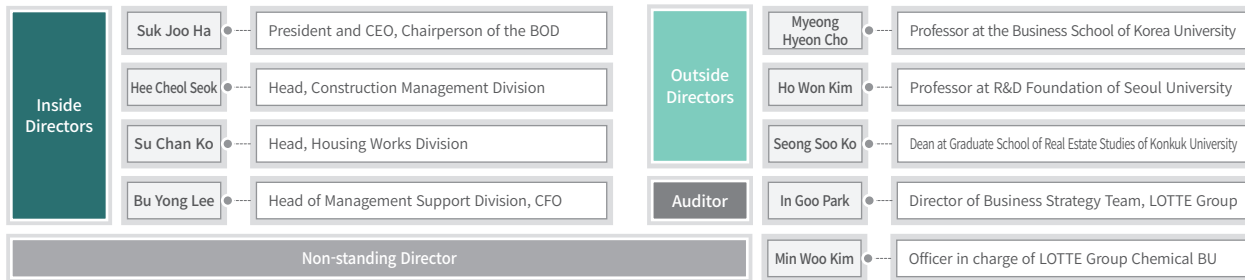 Inside
Directors
Suk Joo Ha
President and CEO, Chairperson of the BOD
Hee Cheol Seok
Head, Construction Management Division
Su Chan Ko
Head, Housing Works Division
Bu Yong Lee
Head of Management Support Division, CFO
Outside
Directors
Myeong
Hyeon Cho
Professor at the Business School of Korea University
Ho Won Kim
Professor at R&D Foundation of Seoul University
Seong Soo Ko
Dean at Graduate School of Real Estate Studies of Konkuk University
Auditor
In Goo Park
Director of Business Strategy Team, LOTTE Group
Non-standing Director
Min Woo Kim
Officer in charge of LOTTE Group Chemical BU